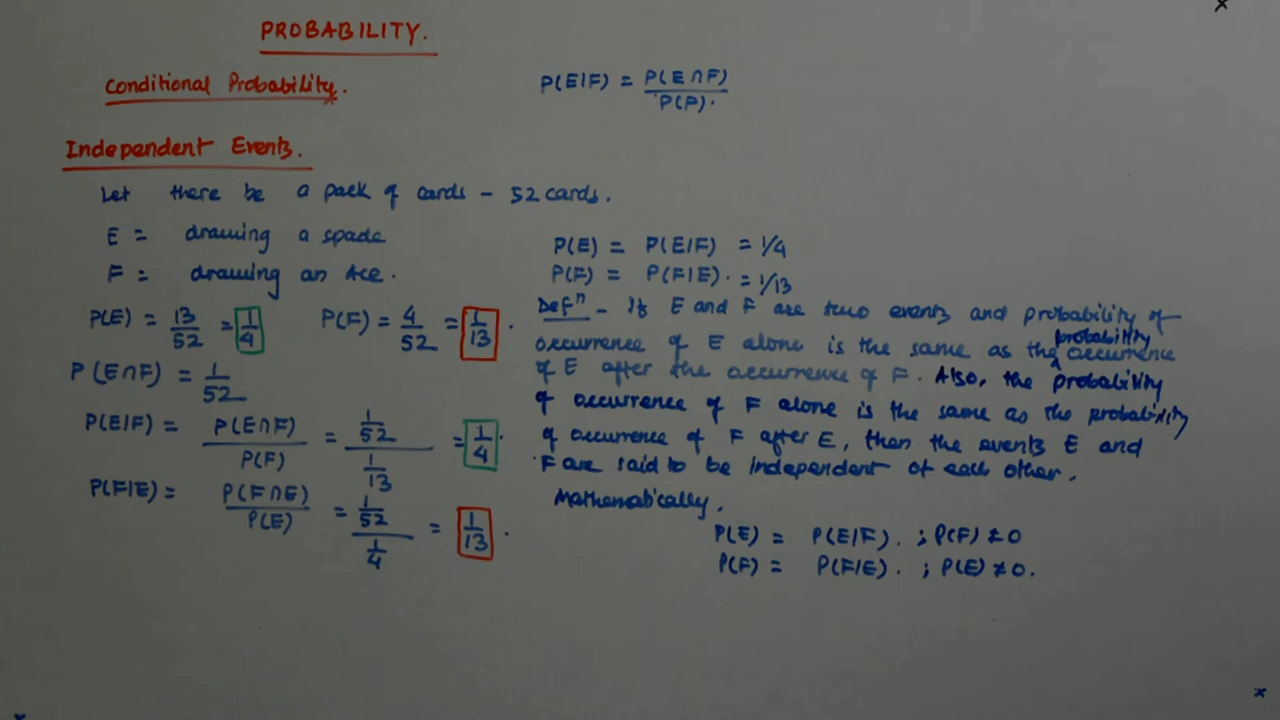 PROBABILITY.
Conditional Probability.
P(E|F) = P(E∩F) / P(F).
Independent Events.
Let there be a pack of cards - 52 cards.
E = drawing a spade
F = drawing an Ace.
P(E) = 13/52 = 1/4
P(F) = 4/52 = 1/13.
P(E∩F) = 1/52
P(E|F) = P(E∩F)/P(F) = (1/52)/(1/13) = 1/4.
P(F|E) = P(F∩E)/P(E) = (1/52)/(1/4) = 1/13.
P(E) = P(E|F) = 1/4
P(F) = P(F|E). = 1/13
Defⁿ - If E and F are two events and probability of
occurrence of E alone is the same as the probability occurrence
of E after the occurrence of F. Also, the probability
of occurrence of F alone is the same as the probability
of occurrence of F after E, then the events E and
F are said to be independent of each other.
Mathematically,
P(E) = P(E|F). ; P(F) ≠ 0
P(F) = P(F|E). ; P(E) ≠ 0.